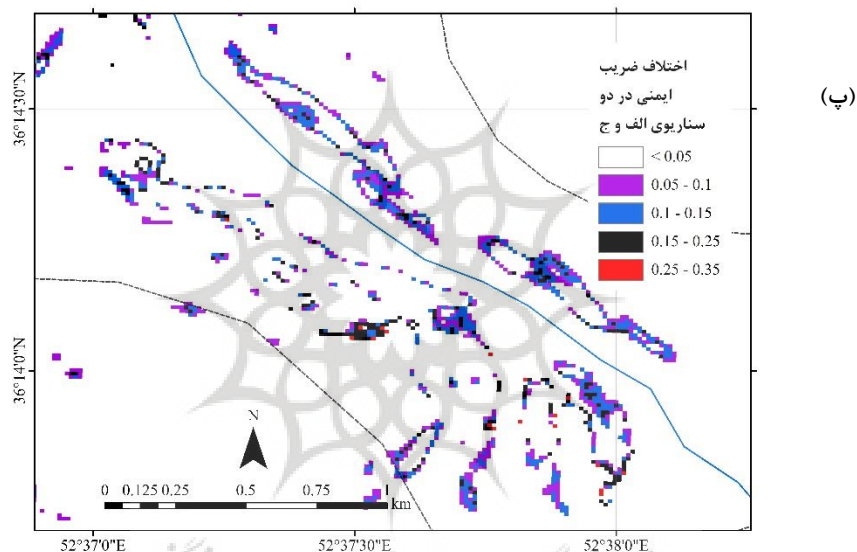 (پ)
اختلاف ضریب
ایمنی در دو
سناریوی الف و ج
< 0.05
0.05 - 0.1
0.1 - 0.15
0.15 - 0.25
0.25 - 0.35
36°14'30"N
36°14'0"N
N
0 0.125 0.25 0.5 0.75 1
km
52°37'0"E 52°37'30"E 52°38'0"E